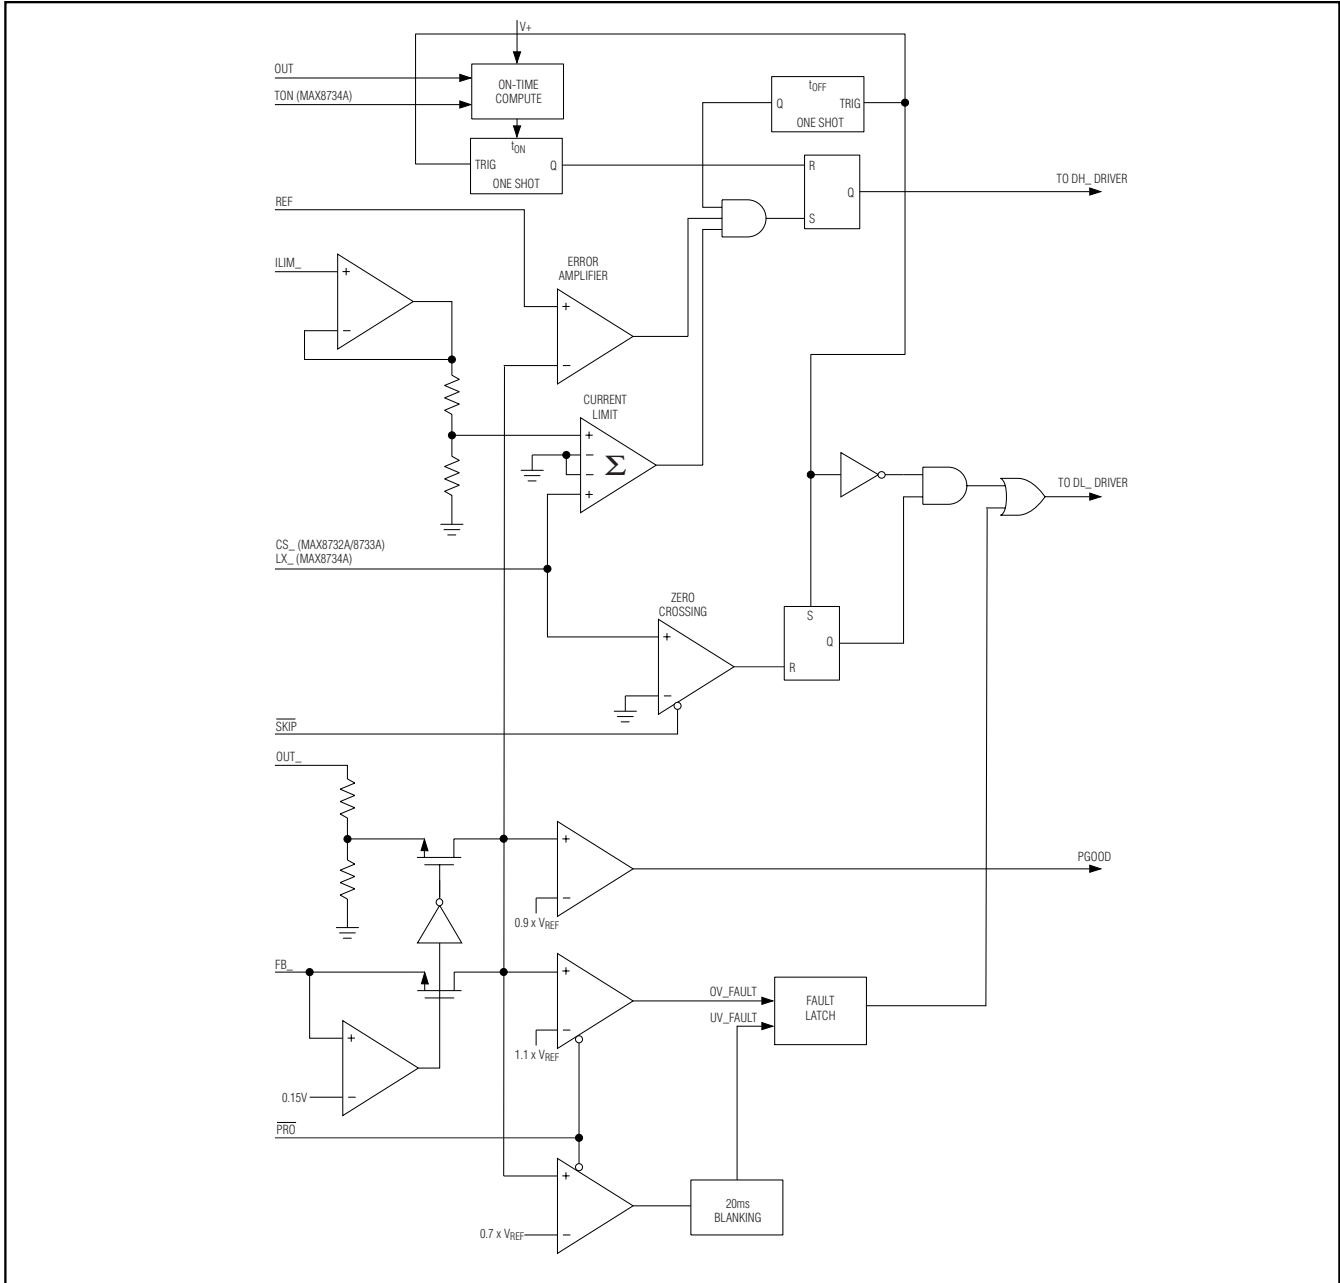 V+
OUT
TON (MAX8734A)
ON-TIME
COMPUTE
tOFF
Q
TRIG
ONE SHOT
tON
TRIG
Q
ONE SHOT
R
Q
S
TO DH_ DRIVER
REF
ILIM_
+
−
ERROR
AMPLIFIER
+
−
CURRENT
LIMIT
+
−
−
+
Σ
TO DL_ DRIVER
CS_ (MAX8732A/8733A)
LX_ (MAX8734A)
ZERO
CROSSING
+
−
S
Q
R
SKIP
OUT_
+
−
0.9 x VREF
PGOOD
FB_
+
−
1.1 x VREF
OV_FAULT
UV_FAULT
FAULT
LATCH
+
−
0.15V
PRO
+
−
0.7 x VREF
20ms
BLANKING